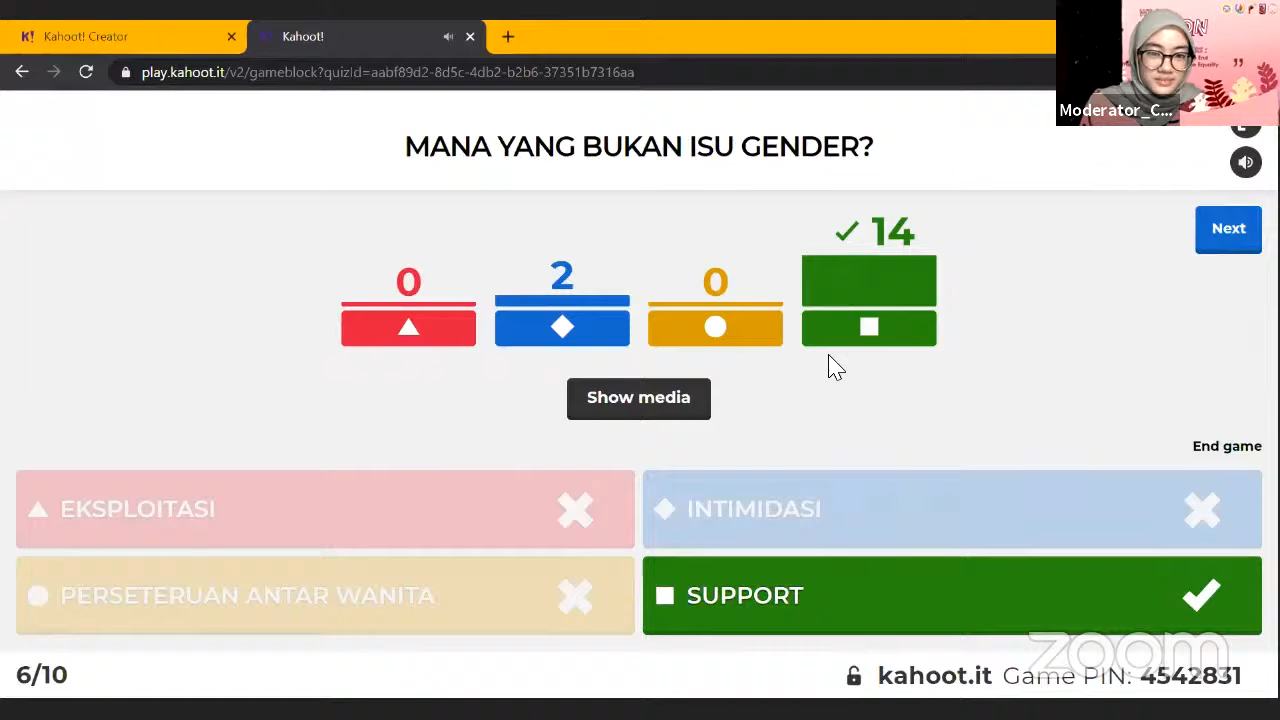 Kahoot! Creator
Kahoot!
play.kahoot.it/v2/gameblock?quizId=aabf89d2-8d5c-4db2-b2b6-37351b7316aa
Moderator_C...
MANA YANG BUKAN ISU GENDER?
Next
0
2
0
14
Show media
End game
EKSPLOITASI
INTIMIDASI
PERSETERUAN ANTAR WANITA
SUPPORT
zoom
6/10
kahoot.it Game PIN: 4542831